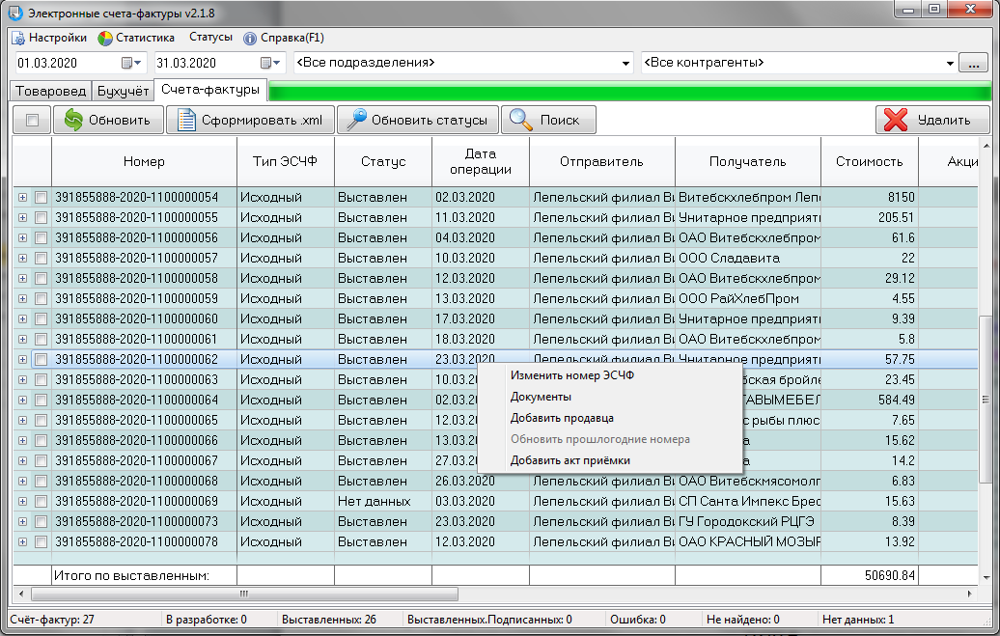 Электронные счета-фактуры v2.1.8
Настройки Статистика Статусы Справка(F1)
01.03.2020 31.03.2020 <Все подразделения> <Все контрагенты> ...
Товаровед Бухучёт Счета-фактуры
Обновить Сформировать .xml Обновить статусы Поиск Удалить
Номер Тип ЭСЧФ Статус Дата операции Отправитель Получатель Стоимость Акци
391855888-2020-1100000054 Исходный Выставлен 02.03.2020 Лепельский филиал Ви Витебскхлебпром Лепе 8150
391855888-2020-1100000055 Исходный Выставлен 11.03.2020 Лепельский филиал Ви Унитарное предприяти 205.51
391855888-2020-1100000056 Исходный Выставлен 04.03.2020 Лепельский филиал Ви ОАО Витебскхлебпром 61.6
391855888-2020-1100000057 Исходный Выставлен 10.03.2020 Лепельский филиал Ви ООО Сладавита 22
391855888-2020-1100000058 Исходный Выставлен 12.03.2020 Лепельский филиал Ви ОАО Витебскхлебпром 29.12
391855888-2020-1100000059 Исходный Выставлен 13.03.2020 Лепельский филиал Ви ООО РайХлебПром 4.55
391855888-2020-1100000060 Исходный Выставлен 17.03.2020 Лепельский филиал Ви Унитарное предприяти 9.39
391855888-2020-1100000061 Исходный Выставлен 18.03.2020 Лепельский филиал Ви ОАО Витебскхлебпром 5.8
391855888-2020-1100000062 Исходный Выставлен 23.03.2020 Лепельский филиал Ви Унитарное предприяти 57.75
391855888-2020-1100000063 Исходный Выставлен 10.03 бская бройле 23.45
391855888-2020-1100000064 Исходный Выставлен 02.03 ТАВЫМЕБЕЛ 584.49
391855888-2020-1100000065 Исходный Выставлен 12.03 с рыбы плюс 7.65
391855888-2020-1100000066 Исходный Выставлен 13.03 а 15.62
391855888-2020-1100000067 Исходный Выставлен 27.03 а 14.2
391855888-2020-1100000068 Исходный Выставлен 26.03.2020 Лепельский филиал Ви ОАО Витебскмясомолп 6.83
391855888-2020-1100000069 Исходный Нет данных 03.03.2020 Лепельский филиал Ви СП Санта Импекс Брес 15.63
391855888-2020-1100000073 Исходный Выставлен 23.03.2020 Лепельский филиал Ви ГУ Городокский РЦГЭ 8.39
391855888-2020-1100000078 Исходный Выставлен 12.03.2020 Лепельский филиал Ви ОАО КРАСНЫЙ МОЗЫР 13.92
Изменить номер ЭСЧФ
Документы
Добавить продавца
Обновить прошлогодние номера
Добавить акт приёмки
Итого по выставленным: 50690.84
Счёт-фактур: 27 В разработке: 0 Выставленных: 26 Выставленных.Подписанных: 0 Ошибка: 0 Не найдено: 0 Нет данных: 1